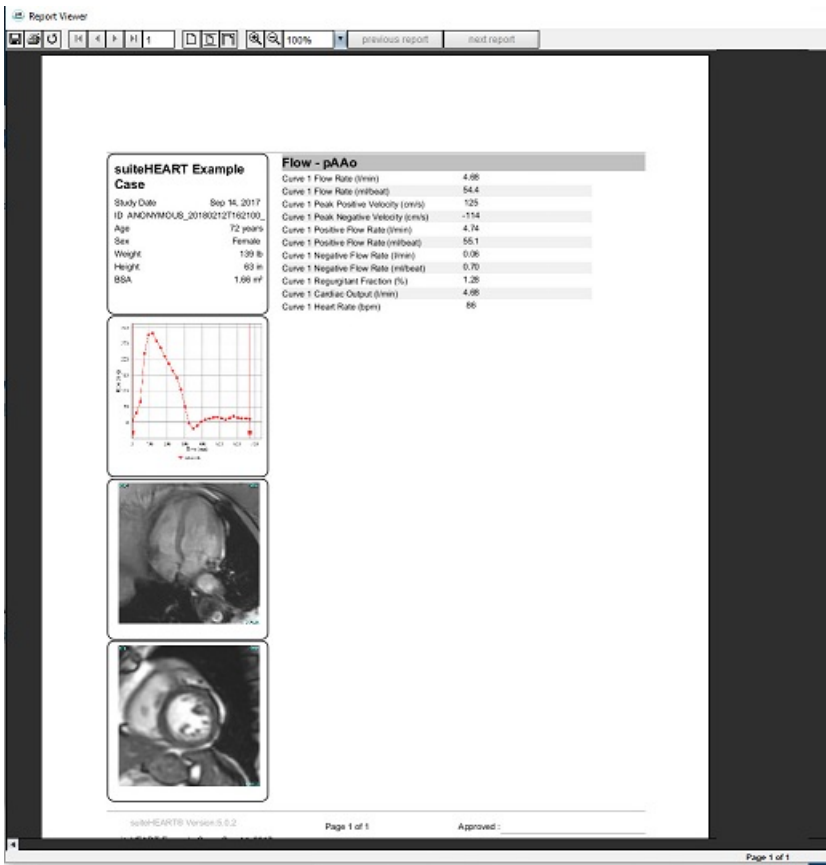 Report Viewer
1 100% previous report next report
suiteHEART Example
Case
Study Date Sep 14, 2017
ID ANONYMOUS_20180212T162100_
Age 72 years
Sex Female
Weight 139 lb
Height 63 in
BSA 1.66 m²
Flow - pAAo
Curve 1 Flow Rate (l/min) 4.68
Curve 1 Flow Rate (ml/beat) 54.4
Curve 1 Peak Positive Velocity (cm/s) 125
Curve 1 Peak Negative Velocity (cm/s) -114
Curve 1 Positive Flow Rate (l/min) 4.74
Curve 1 Positive Flow Rate (ml/beat) 55.1
Curve 1 Negative Flow Rate (l/min) 0.06
Curve 1 Negative Flow Rate (ml/beat) 0.70
Curve 1 Regurgitant Fraction (%) 1.28
Curve 1 Cardiac Output (l/min) 4.68
Curve 1 Heart Rate (bpm) 86
suiteHEART® Version:5.0.2
Page 1 of 1
Approved :
Page 1 of 1